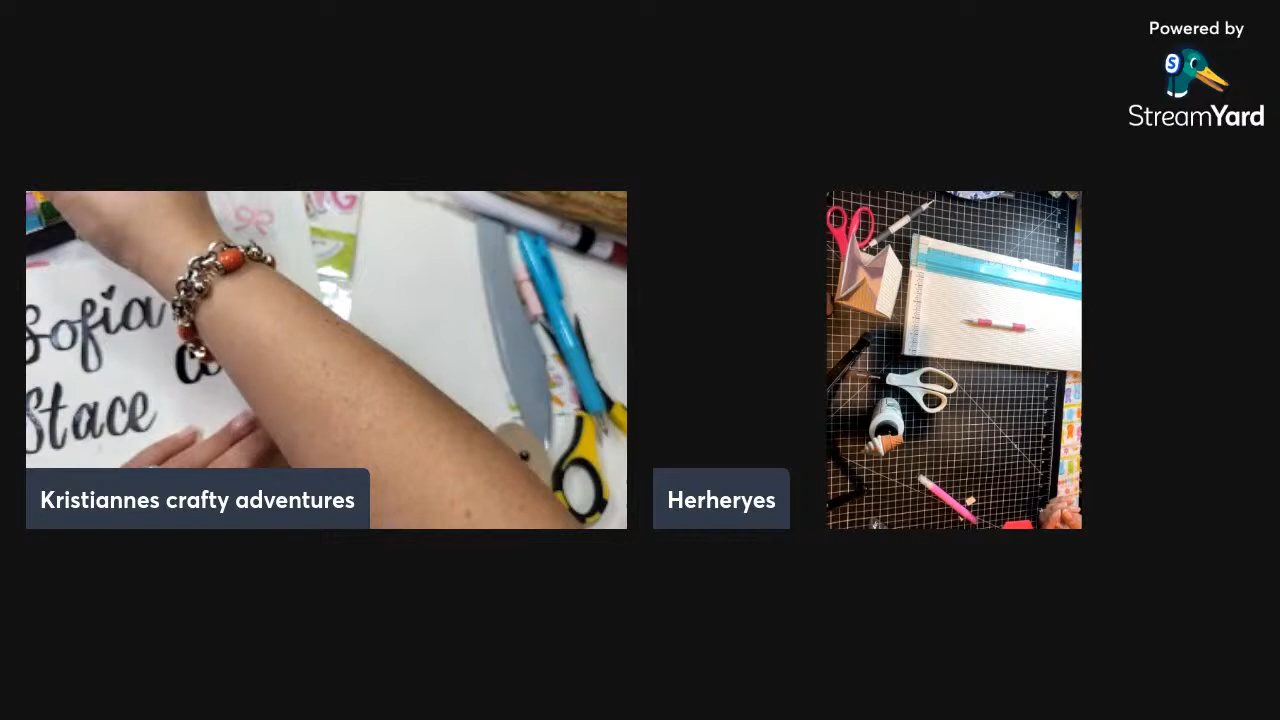 Powered by
S
StreamYard
Sofia
Stace
Kristiannes crafty adventures
Herheryes